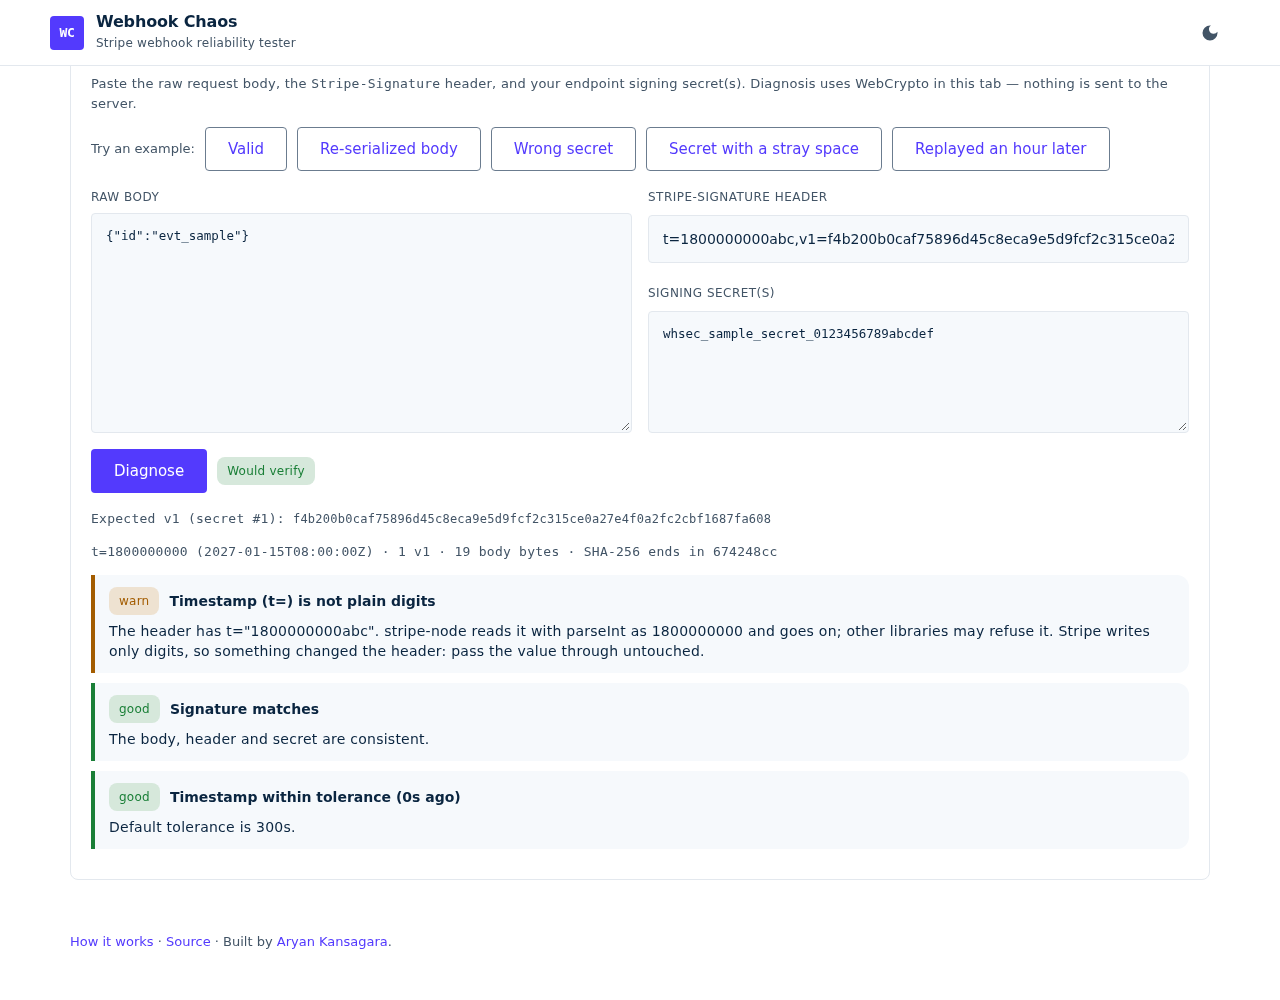 WC
Webhook Chaos
Stripe webhook reliability tester
Paste the raw request body, the Stripe-Signature header, and your endpoint signing secret(s). Diagnosis uses WebCrypto in this tab — nothing is sent to the
server.
Try an example: Valid Re-serialized body Wrong secret Secret with a stray space Replayed an hour later
RAW BODY
{"id":"evt_sample"}
STRIPE-SIGNATURE HEADER
t=1800000000abc,v1=f4b200b0caf75896d45c8eca9e5d9fcf2c315ce0a2
SIGNING SECRET(S)
whsec_sample_secret_0123456789abcdef
Diagnose Would verify
Expected v1 (secret #1): f4b200b0caf75896d45c8eca9e5d9fcf2c315ce0a27e4f0a2fc2cbf1687fa608
t=1800000000 (2027-01-15T08:00:00Z) · 1 v1 · 19 body bytes · SHA-256 ends in 674248cc
warn Timestamp (t=) is not plain digits
The header has t="1800000000abc". stripe-node reads it with parseInt as 1800000000 and goes on; other libraries may refuse it. Stripe writes
only digits, so something changed the header: pass the value through untouched.
good Signature matches
The body, header and secret are consistent.
good Timestamp within tolerance (0s ago)
Default tolerance is 300s.
How it works · Source · Built by Aryan Kansagara.